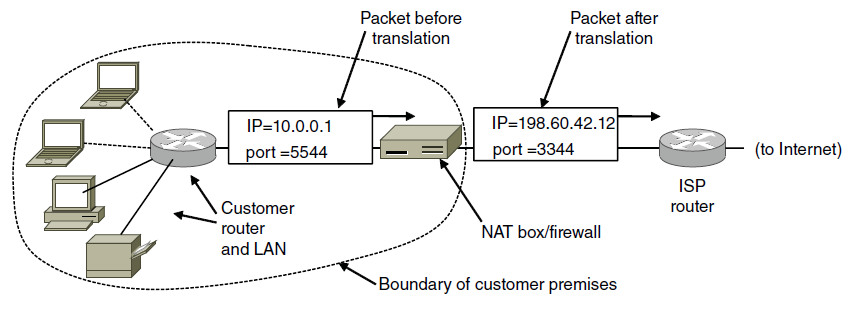 Packet before
translation
Packet after
translation
IP=10.0.0.1
port =5544
IP=198.60.42.12
port =3344
(to Internet)
ISP
router
Customer
router
and LAN
NAT box/firewall
Boundary of customer premises